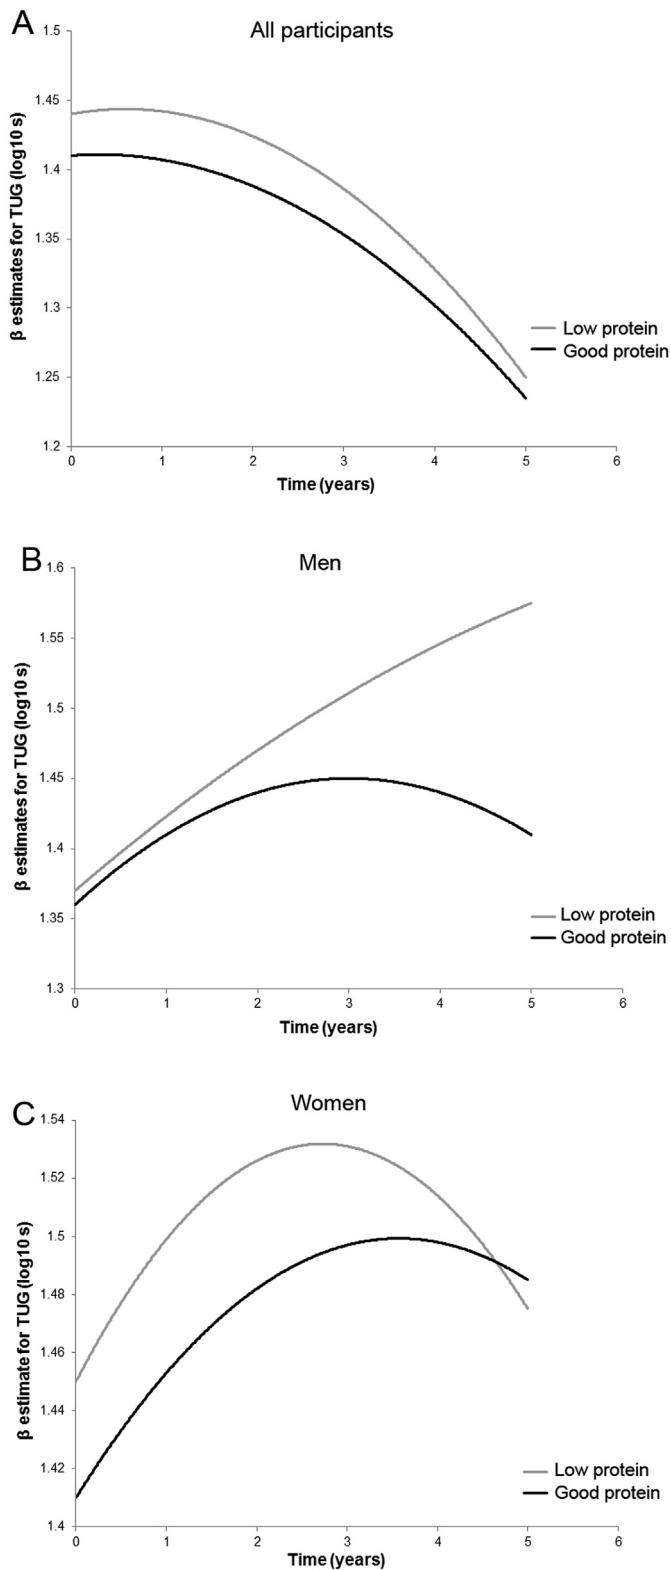 A
All participants
β estimates for TUG (log10 s)
1.5
1.45
1.4
1.35
1.3
1.25
1.2
0 1 2 3 4 5 6
Time (years)
Low protein
Good protein
B
Men
β estimates for TUG (log10 s)
1.6
1.55
1.5
1.45
1.4
1.35
1.3
0 1 2 3 4 5 6
Time (years)
Low protein
Good protein
C
Women
β estimate for TUG (log10 s)
1.54
1.52
1.5
1.48
1.46
1.44
1.42
1.4
0 1 2 3 4 5 6
Time (years)
Low protein
Good protein